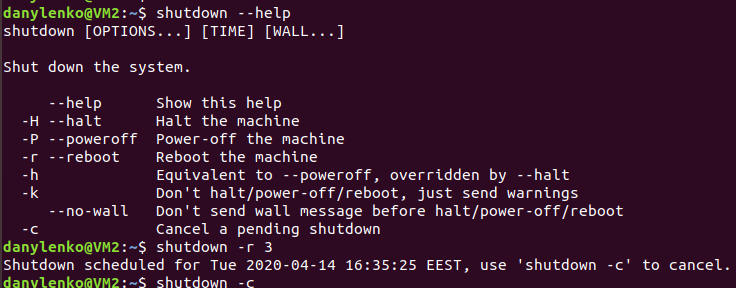 danylenko@VM2:~$ shutdown --help
shutdown [OPTIONS...] [TIME] [WALL...]
Shut down the system.
--help Show this help
-H --halt Halt the machine
-P --poweroff Power-off the machine
-r --reboot Reboot the machine
-h Equivalent to --poweroff, overridden by --halt
-k Don't halt/power-off/reboot, just send warnings
--no-wall Don't send wall message before halt/power-off/reboot
-c Cancel a pending shutdown
danylenko@VM2:~$ shutdown -r 3
Shutdown scheduled for Tue 2020-04-14 16:35:25 EEST, use 'shutdown -c' to cancel.
danylenko@VM2:~$ shutdown -c